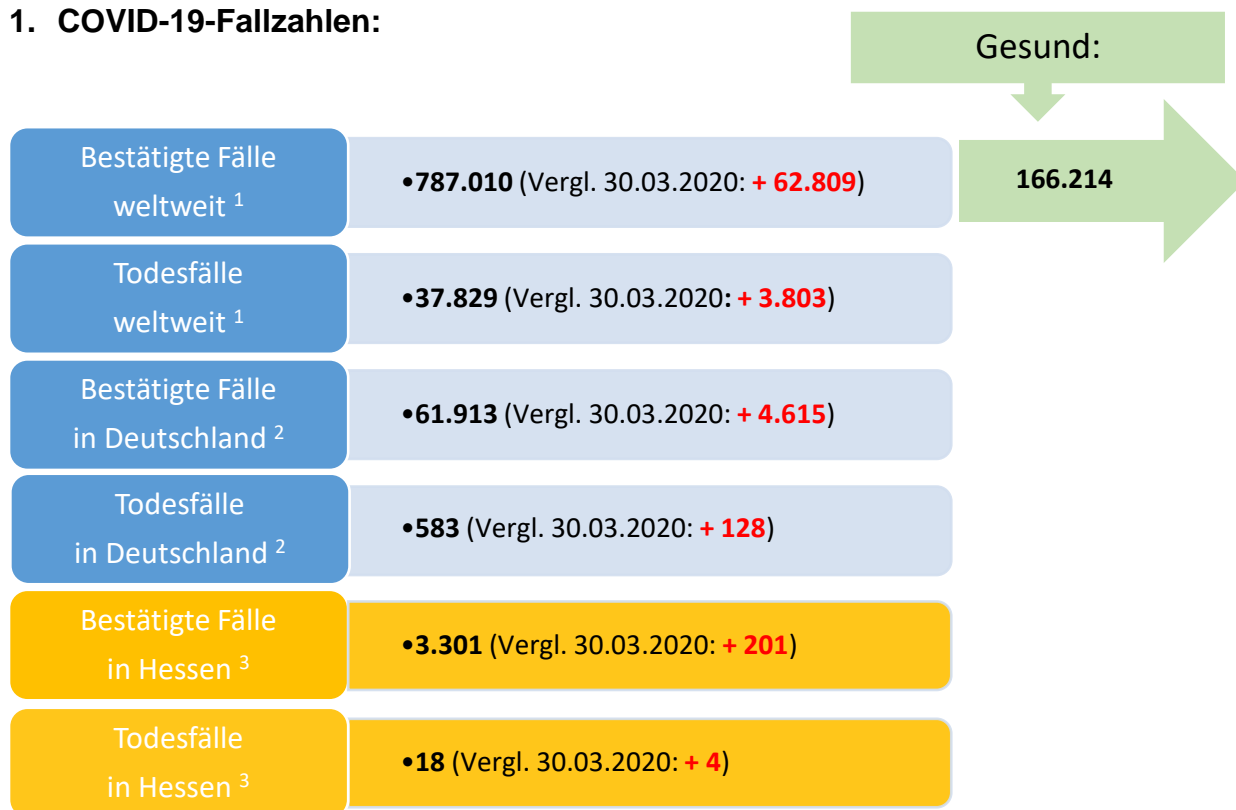 1. COVID-19-Fallzahlen:
Gesund:
Bestätigte Fälle
weltweit ¹
•787.010 (Vergl. 30.03.2020: + 62.809)
166.214
Todesfälle
weltweit ¹
•37.829 (Vergl. 30.03.2020: + 3.803)
Bestätigte Fälle
in Deutschland ²
•61.913 (Vergl. 30.03.2020: + 4.615)
Todesfälle
in Deutschland ²
•583 (Vergl. 30.03.2020: + 128)
Bestätigte Fälle
in Hessen ³
•3.301 (Vergl. 30.03.2020: + 201)
Todesfälle
in Hessen ³
•18 (Vergl. 30.03.2020: + 4)